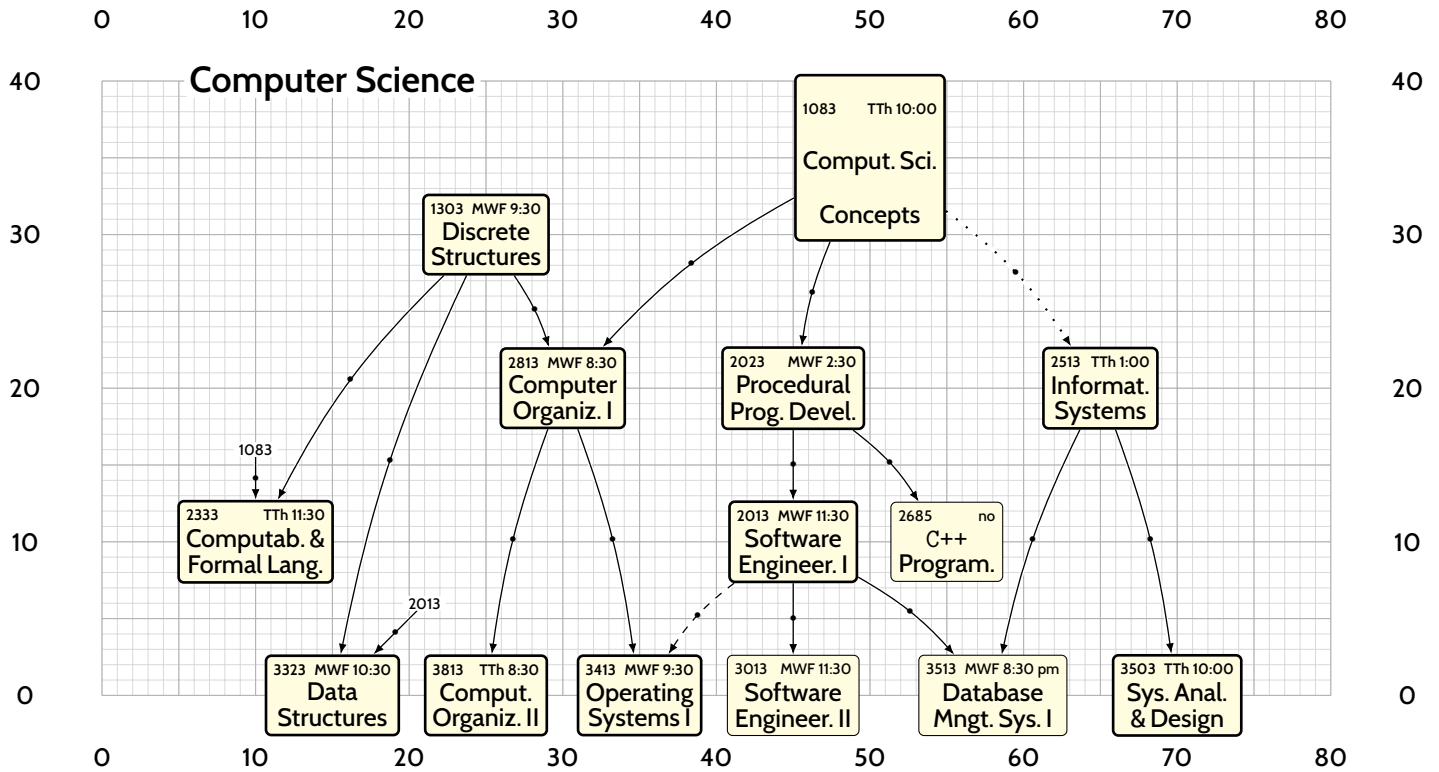 0 10 20 30 40 50 60 70 80
40 Computer Science 40
1083 TTh 10:00
Comput. Sci.
Concepts
1303 MWF 9:30
Discrete
Structures
30 30
2813 MWF 8:30
Computer
Organiz. I
2023 MWF 2:30
Procedural
Prog. Devel.
2513 TTh 1:00
Informat.
Systems
20 20
1083
2333 TTh 11:30
Computab. &
Formal Lang.
2013 MWF 11:30
Software
Engineer. I
2685 no
C++
Program.
10 10
2013
3323 MWF 10:30
Data
Structures
3813 TTh 8:30
Comput.
Organiz. II
3413 MWF 9:30
Operating
Systems I
3013 MWF 11:30
Software
Engineer. II
3513 MWF 8:30 pm
Database
Mngt. Sys. I
3503 TTh 10:00
Sys. Anal.
& Design
0 0
0 10 20 30 40 50 60 70 80